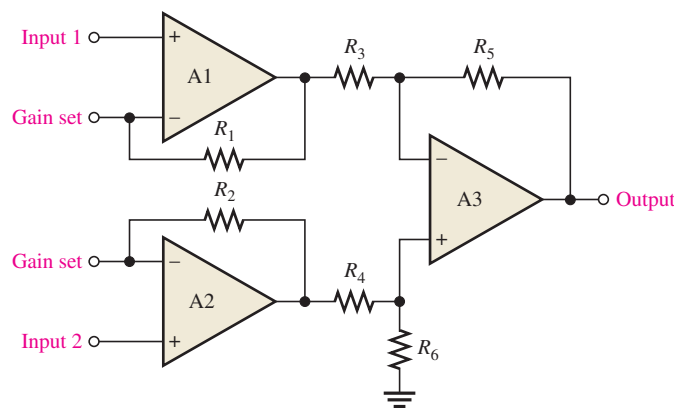 Input 1
+
A1
Gain set
−
R1
R3
R5
−
A3
+
Output
R2
Gain set
−
A2
R4
Input 2
+
R6